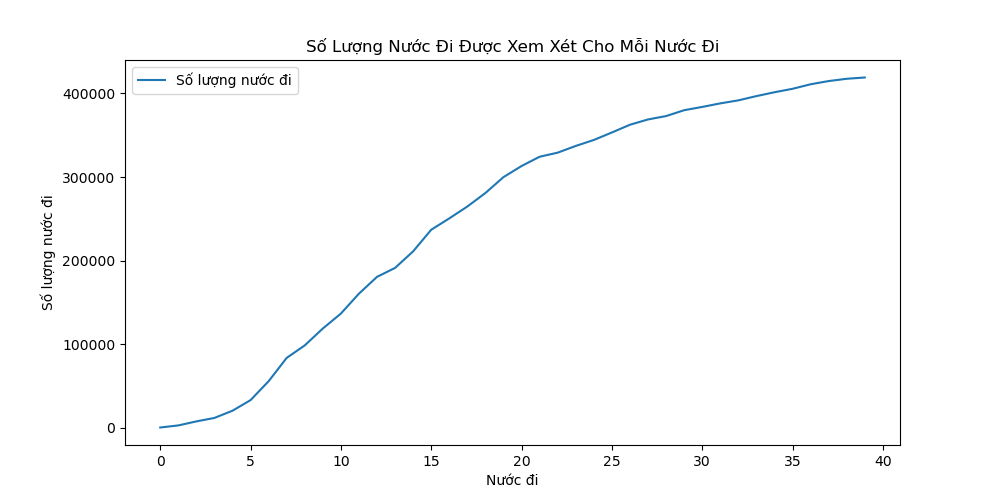 Số Lượng Nước Đi Được Xem Xét Cho Mỗi Nước Đi
Số lượng nước đi
400000
300000
200000
100000
0
Số lượng nước đi
0 5 10 15 20 25 30 35 40
Nước đi